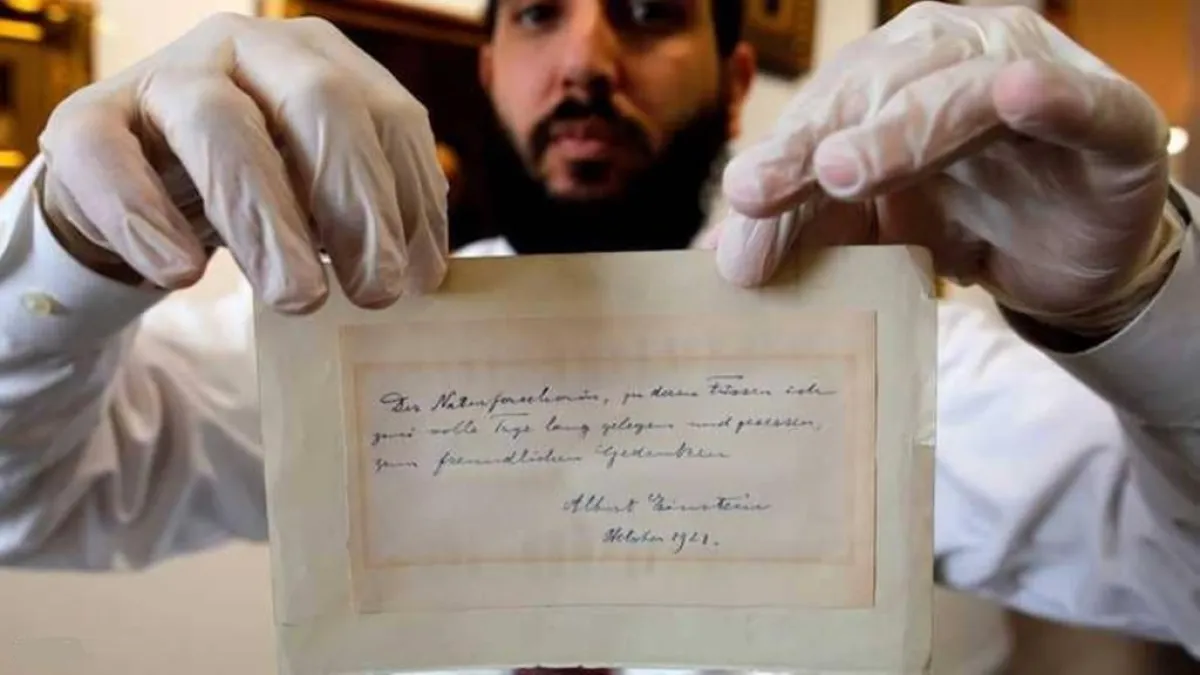 Der Naturforscherin, zu deren Füssen ich
zwei volle Tage lang gelegen und gesessen,
zum freundlichen Gedenken
Albert Einstein
Oktober 1921.